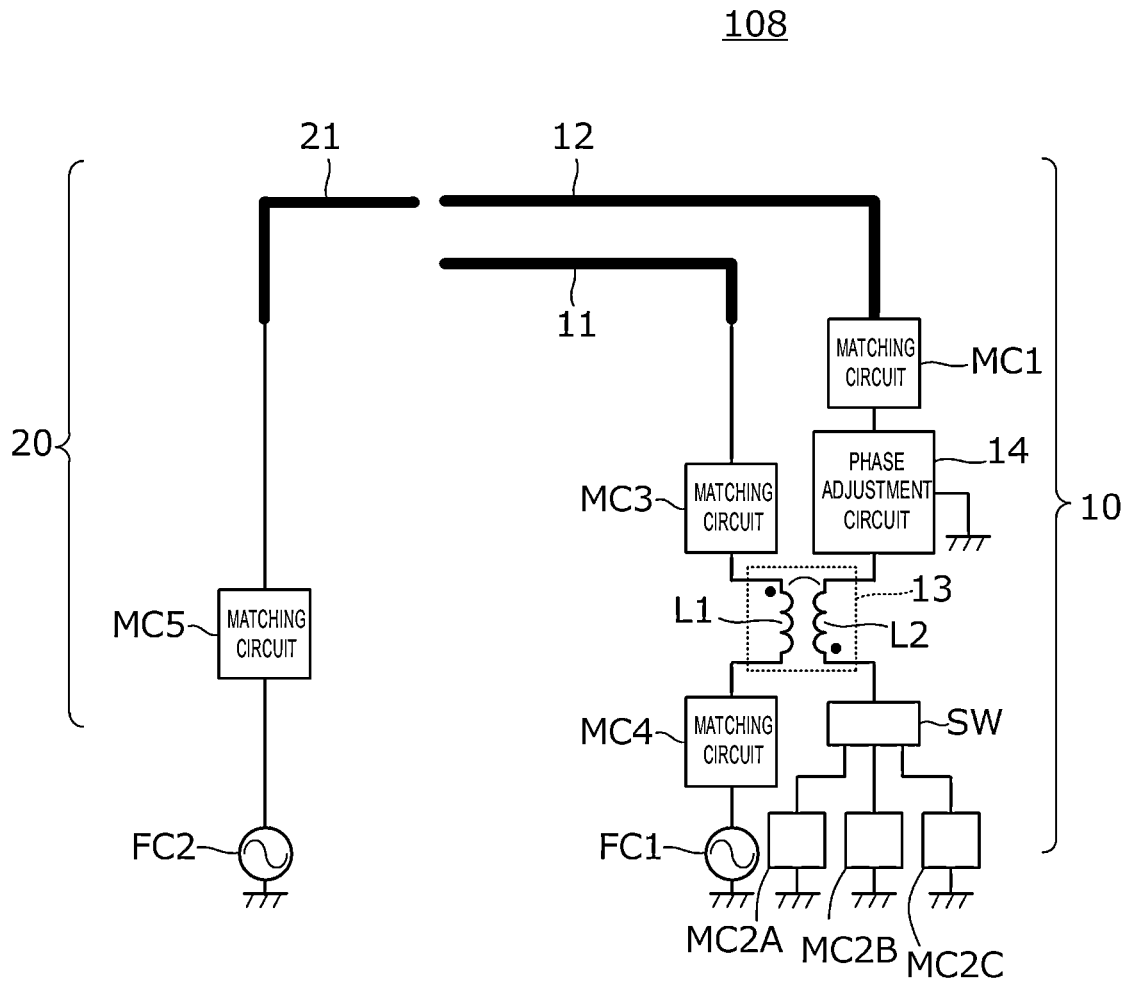 108
21
12
11
MATCHING
CIRCUIT
MC1
20
PHASE
ADJUSTMENT
CIRCUIT
14
MC3
MATCHING
CIRCUIT
10
13
L1
L2
MC5
MATCHING
CIRCUIT
MC4
MATCHING
CIRCUIT
SW
FC2
FC1
MC2A
MC2B
MC2C